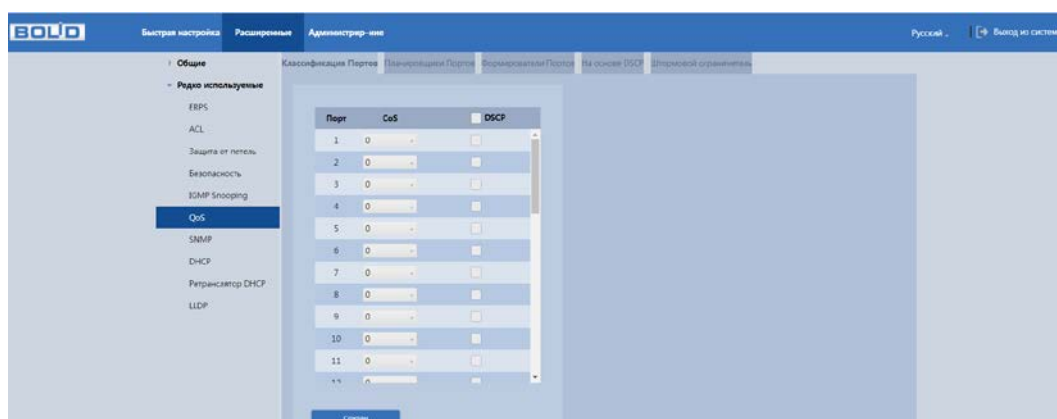 BOLID
Быстрая настройка Расширенные Администрир-ние
Русский
Выход из систем
Общие
Классификация Портов Планировщики Портов Формирователи Портов На основе DSCP Штормовой ограничитель
Редко используемые
ERPS
ACL
Защита от петель
Безопасность
IGMP Snooping
QoS
SNMP
DHCP
Ретранслятор DHCP
LLDP
Порт CoS DSCP
1 0
2 0
3 0
4 0
5 0
6 0
7 0
8 0
9 0
10 0
11 0
12 0